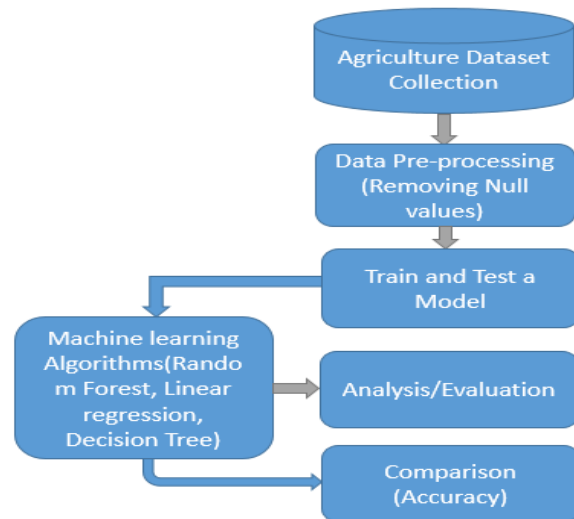 Agriculture Dataset
Collection
Data Pre-processing
(Removing Null
values)
Train and Test a
Model
Machine learning
Algorithms(Rando
m Forest, Linear
regression,
Decision Tree)
Analysis/Evaluation
Comparison
(Accuracy)